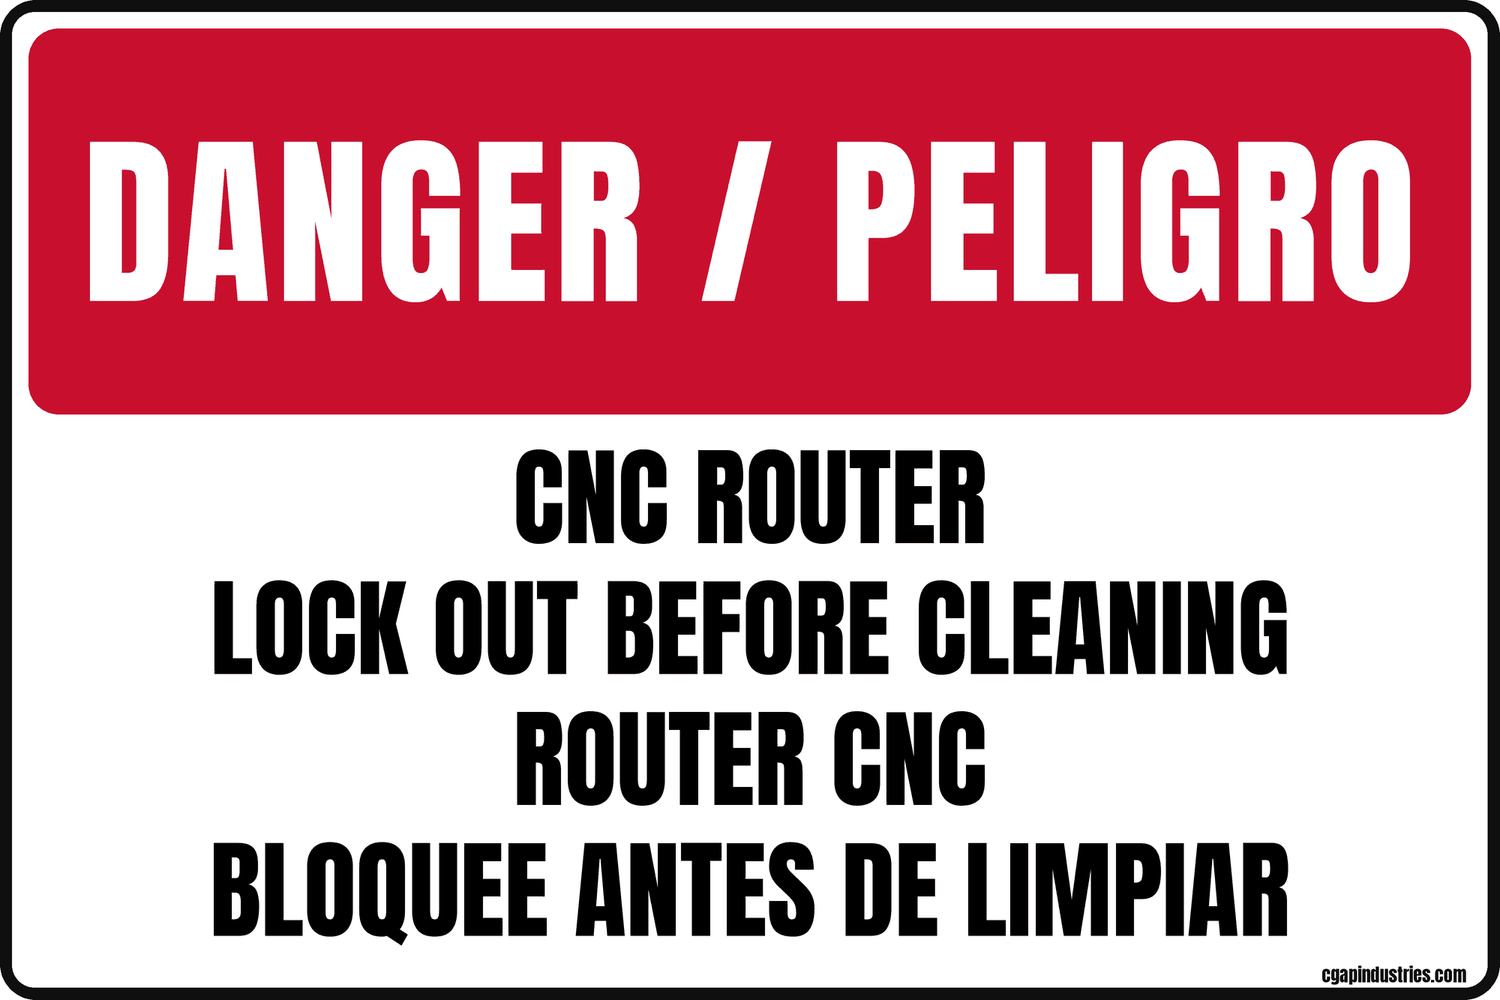 DANGER / PELIGRO
CNC ROUTER
LOCK OUT BEFORE CLEANING
ROUTER CNC
BLOQUEE ANTES DE LIMPIAR
cgapindustries.com